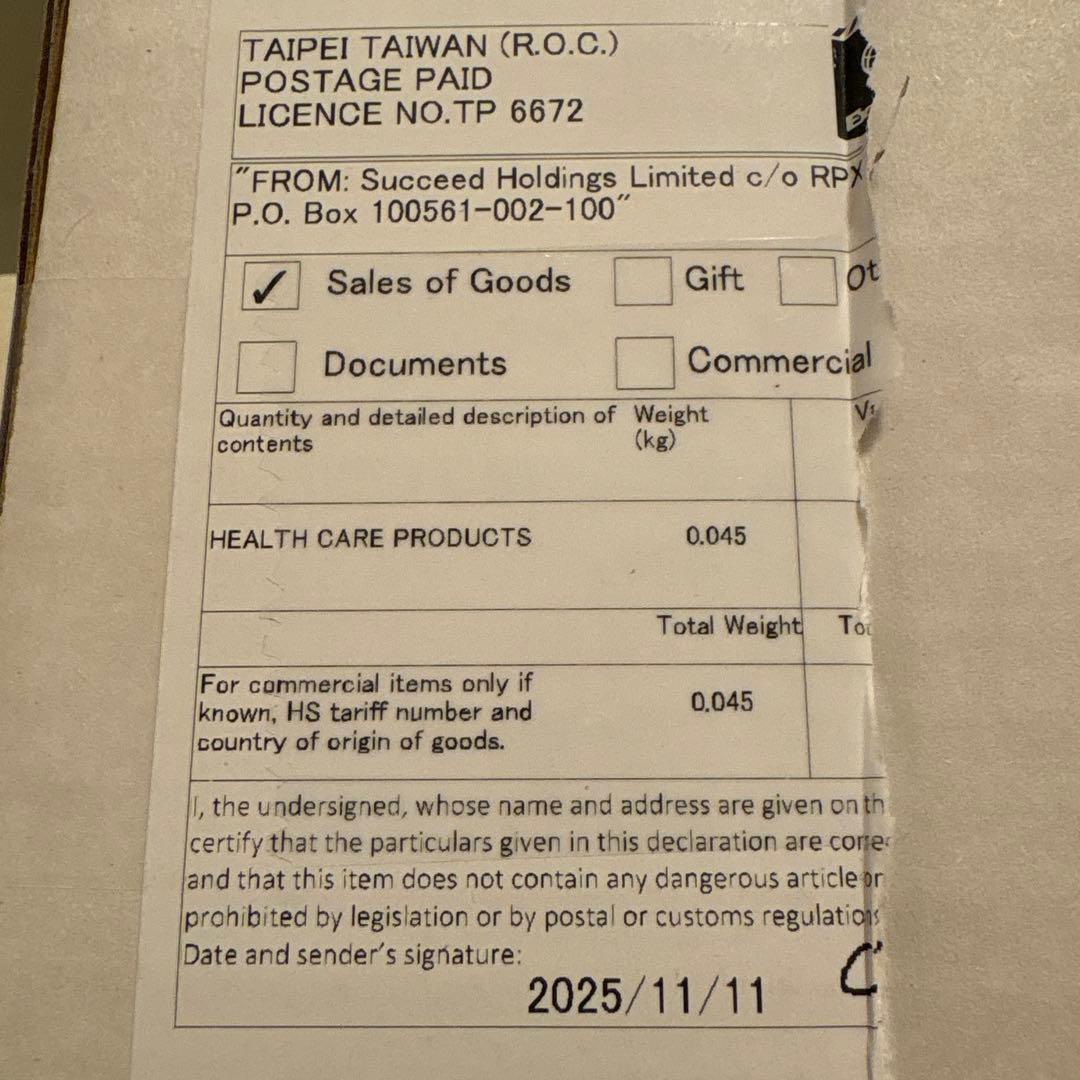 TAIPEI TAIWAN (R.O.C.)
POSTAGE PAID
LICENCE NO.TP 6672
"FROM: Succeed Holdings Limited c/o RPX
P.O. Box 100561-002-100"
✓ Sales of Goods Gift
Documents Commercial
Quantity and detailed description of Weight
contents (kg)
HEALTH CARE PRODUCTS 0.045
Total Weight
For commercial items only if
known, HS tariff number and 0.045
country of origin of goods.
I, the undersigned, whose name and address are given on th
certify that the particulars given in this declaration are corre
and that this item does not contain any dangerous article or
prohibited by legislation or by postal or customs regulations
Date and sender's signature:
2025/11/11